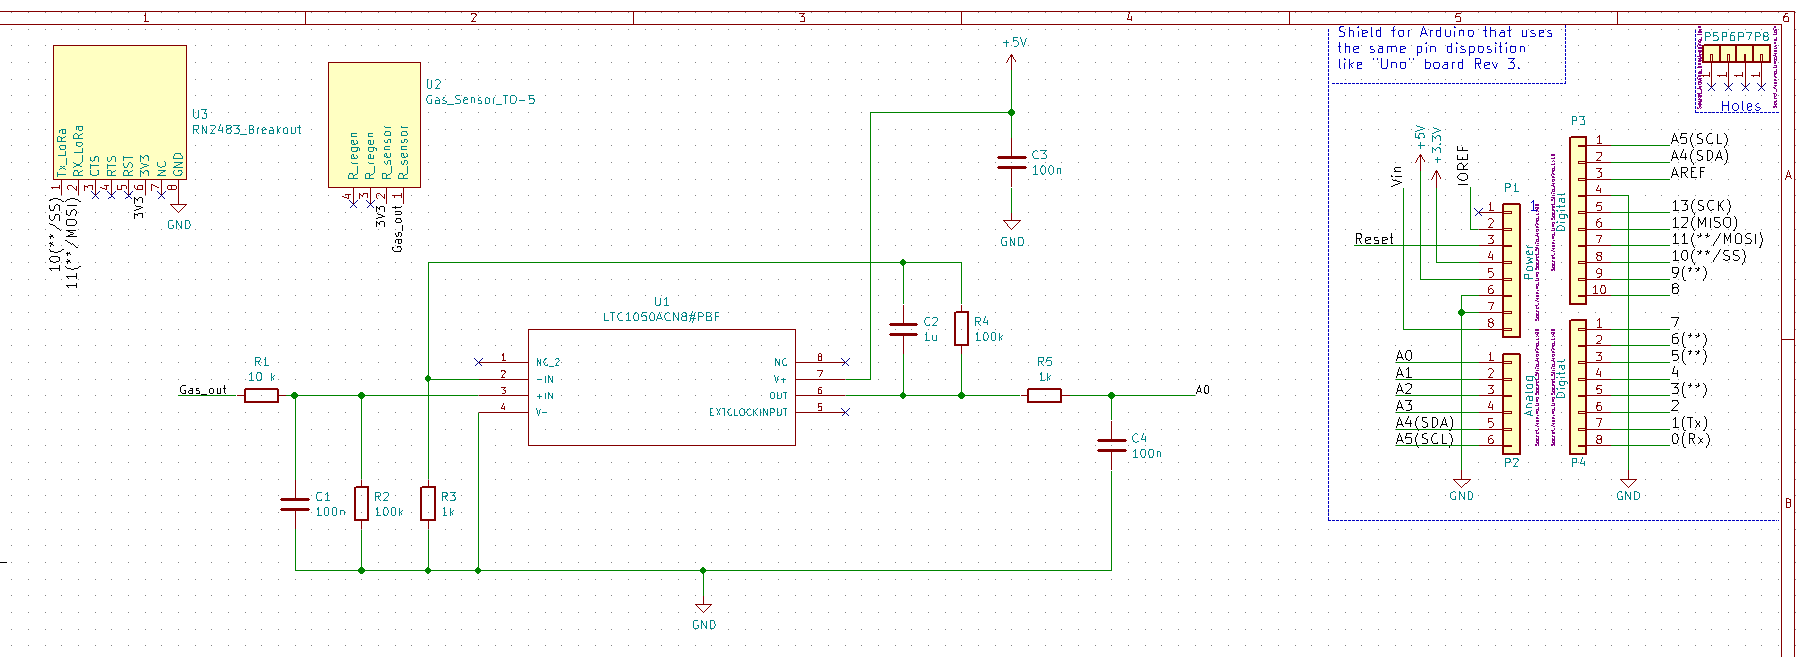 1
2
3
4
5
6
A
B
U3
RN2483_Breakout
Tx_LoRa
RX_LoRa
CTS
RTS
RST
3V3
NC
GND
1
2
3
4
5
6
7
8
10(**/SS)
11(**/MOSI)
3V3
GND
U2
Gas_Sensor_TO-5
R_regen
R_regen
R_sensor
R_sensor
4
3
2
1
3V3
Gas_out
+5V
C3
100n
GND
U1
LTC1050ACN8#PBF
1
NC_2
2
-IN
3
+IN
4
V-
NC
8
V+
7
OUT
6
EXTCLOCKINPUT
5
C2
1u
R4
100k
R1
10 k
Gas_out
R5
1k
A0
C4
100n
C1
100n
R2
100k
R3
1k
GND
Shield for Arduino that uses
the same pin disposition
like "Uno" board Rev 3.
P5P6P7P8
1
1
1
1
Holes
Vin
+5V
+3.3V
IOREF
Reset
P1
1
Power
1
2
3
4
5
6
7
8
A0
A1
A2
A3
A4(SDA)
A5(SCL)
1
2
3
4
5
6
Analog
P2
GND
P3
Digital
1
2
3
4
5
6
7
8
9
10
A5(SCL)
A4(SDA)
AREF
13(SCK)
12(MISO)
11(**/MOSI)
10(**/SS)
9(**)
8
Digital
1
2
3
4
5
6
7
8
7
6(**)
5(**)
4
3(**)
2
1(Tx)
0(Rx)
P4
GND